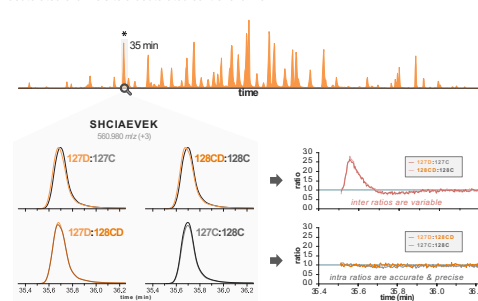 *
35 min
time
SHCIAEVEK
560.980 m/z (+3)
127D:127C
128CD:128C
127D:128CD
127C:128C
35.4 35.6 35.8 36.0 36.2
35.4 35.6 35.8 36.0 36.2
time (min)
ratio
3.0
2.5
2.0
1.5
1.0
0.5
0.0
127D:127C
128CD:128C
inter ratios are variable
ratio
3.0
2.5
2.0
1.5
1.0
0.5
0.0
127D:128CD
127C:128C
intra ratios are accurate & precise
35.4 35.6 35.8 36.0 36.2
time (min)